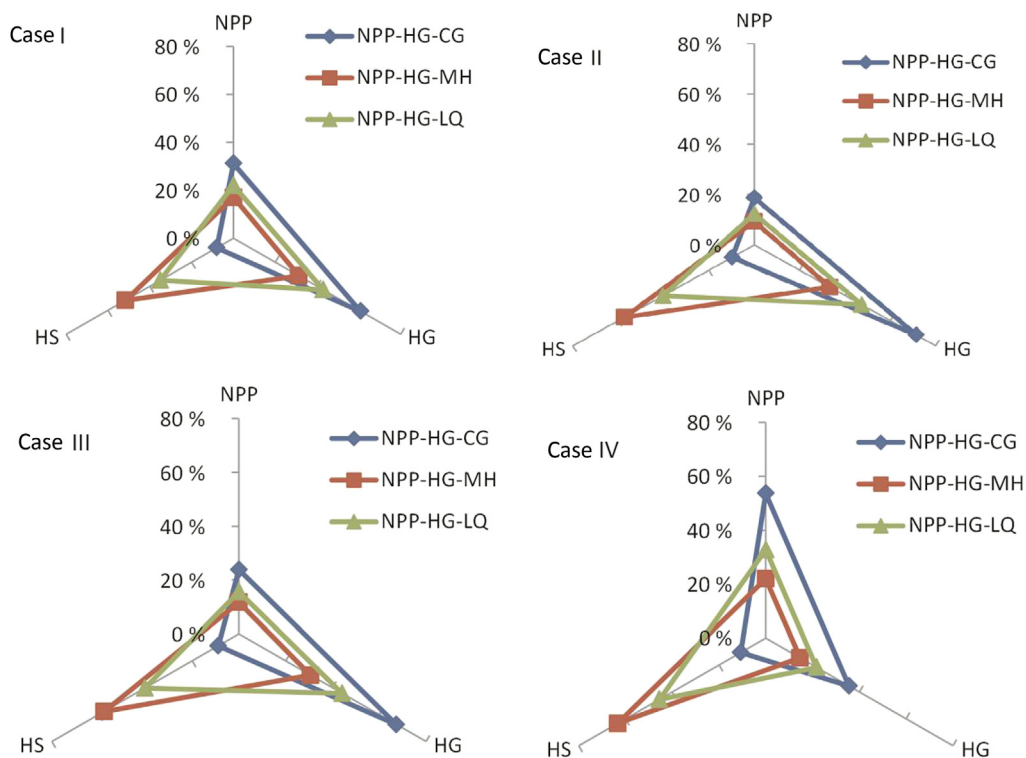 Case I
NPP
80 %
60 %
40 %
20 %
0 %
HS
HG
NPP-HG-CG
NPP-HG-MH
NPP-HG-LQ
Case II
NPP
80 %
60 %
40 %
20 %
0 %
HS
HG
NPP-HG-CG
NPP-HG-MH
NPP-HG-LQ
Case III
NPP
80 %
60 %
40 %
20 %
0 %
HS
HG
NPP-HG-CG
NPP-HG-MH
NPP-HG-LQ
Case IV
NPP
80 %
60 %
40 %
20 %
0 %
HS
HG
NPP-HG-CG
NPP-HG-MH
NPP-HG-LQ